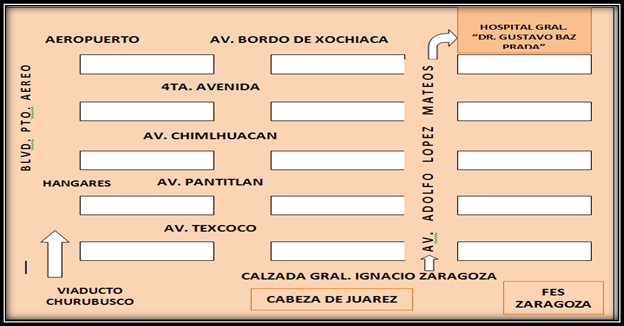 HOSPITAL GRAL.
“DR. GUSTAVO BAZ
PRADA”
AEROPUERTO
AV. BORDO DE XOCHIACA
BLVD. PTO. AEREO
4TA. AVENIDA
AV. CHIMLHUACAN
AV. ADOLFO LOPEZ MATEOS
HANGARES
AV. PANTITLAN
AV. TEXCOCO
CALZADA GRAL. IGNACIO ZARAGOZA
VIADUCTO
CHURUBUSCO
CABEZA DE JUAREZ
FES
ZARAGOZA